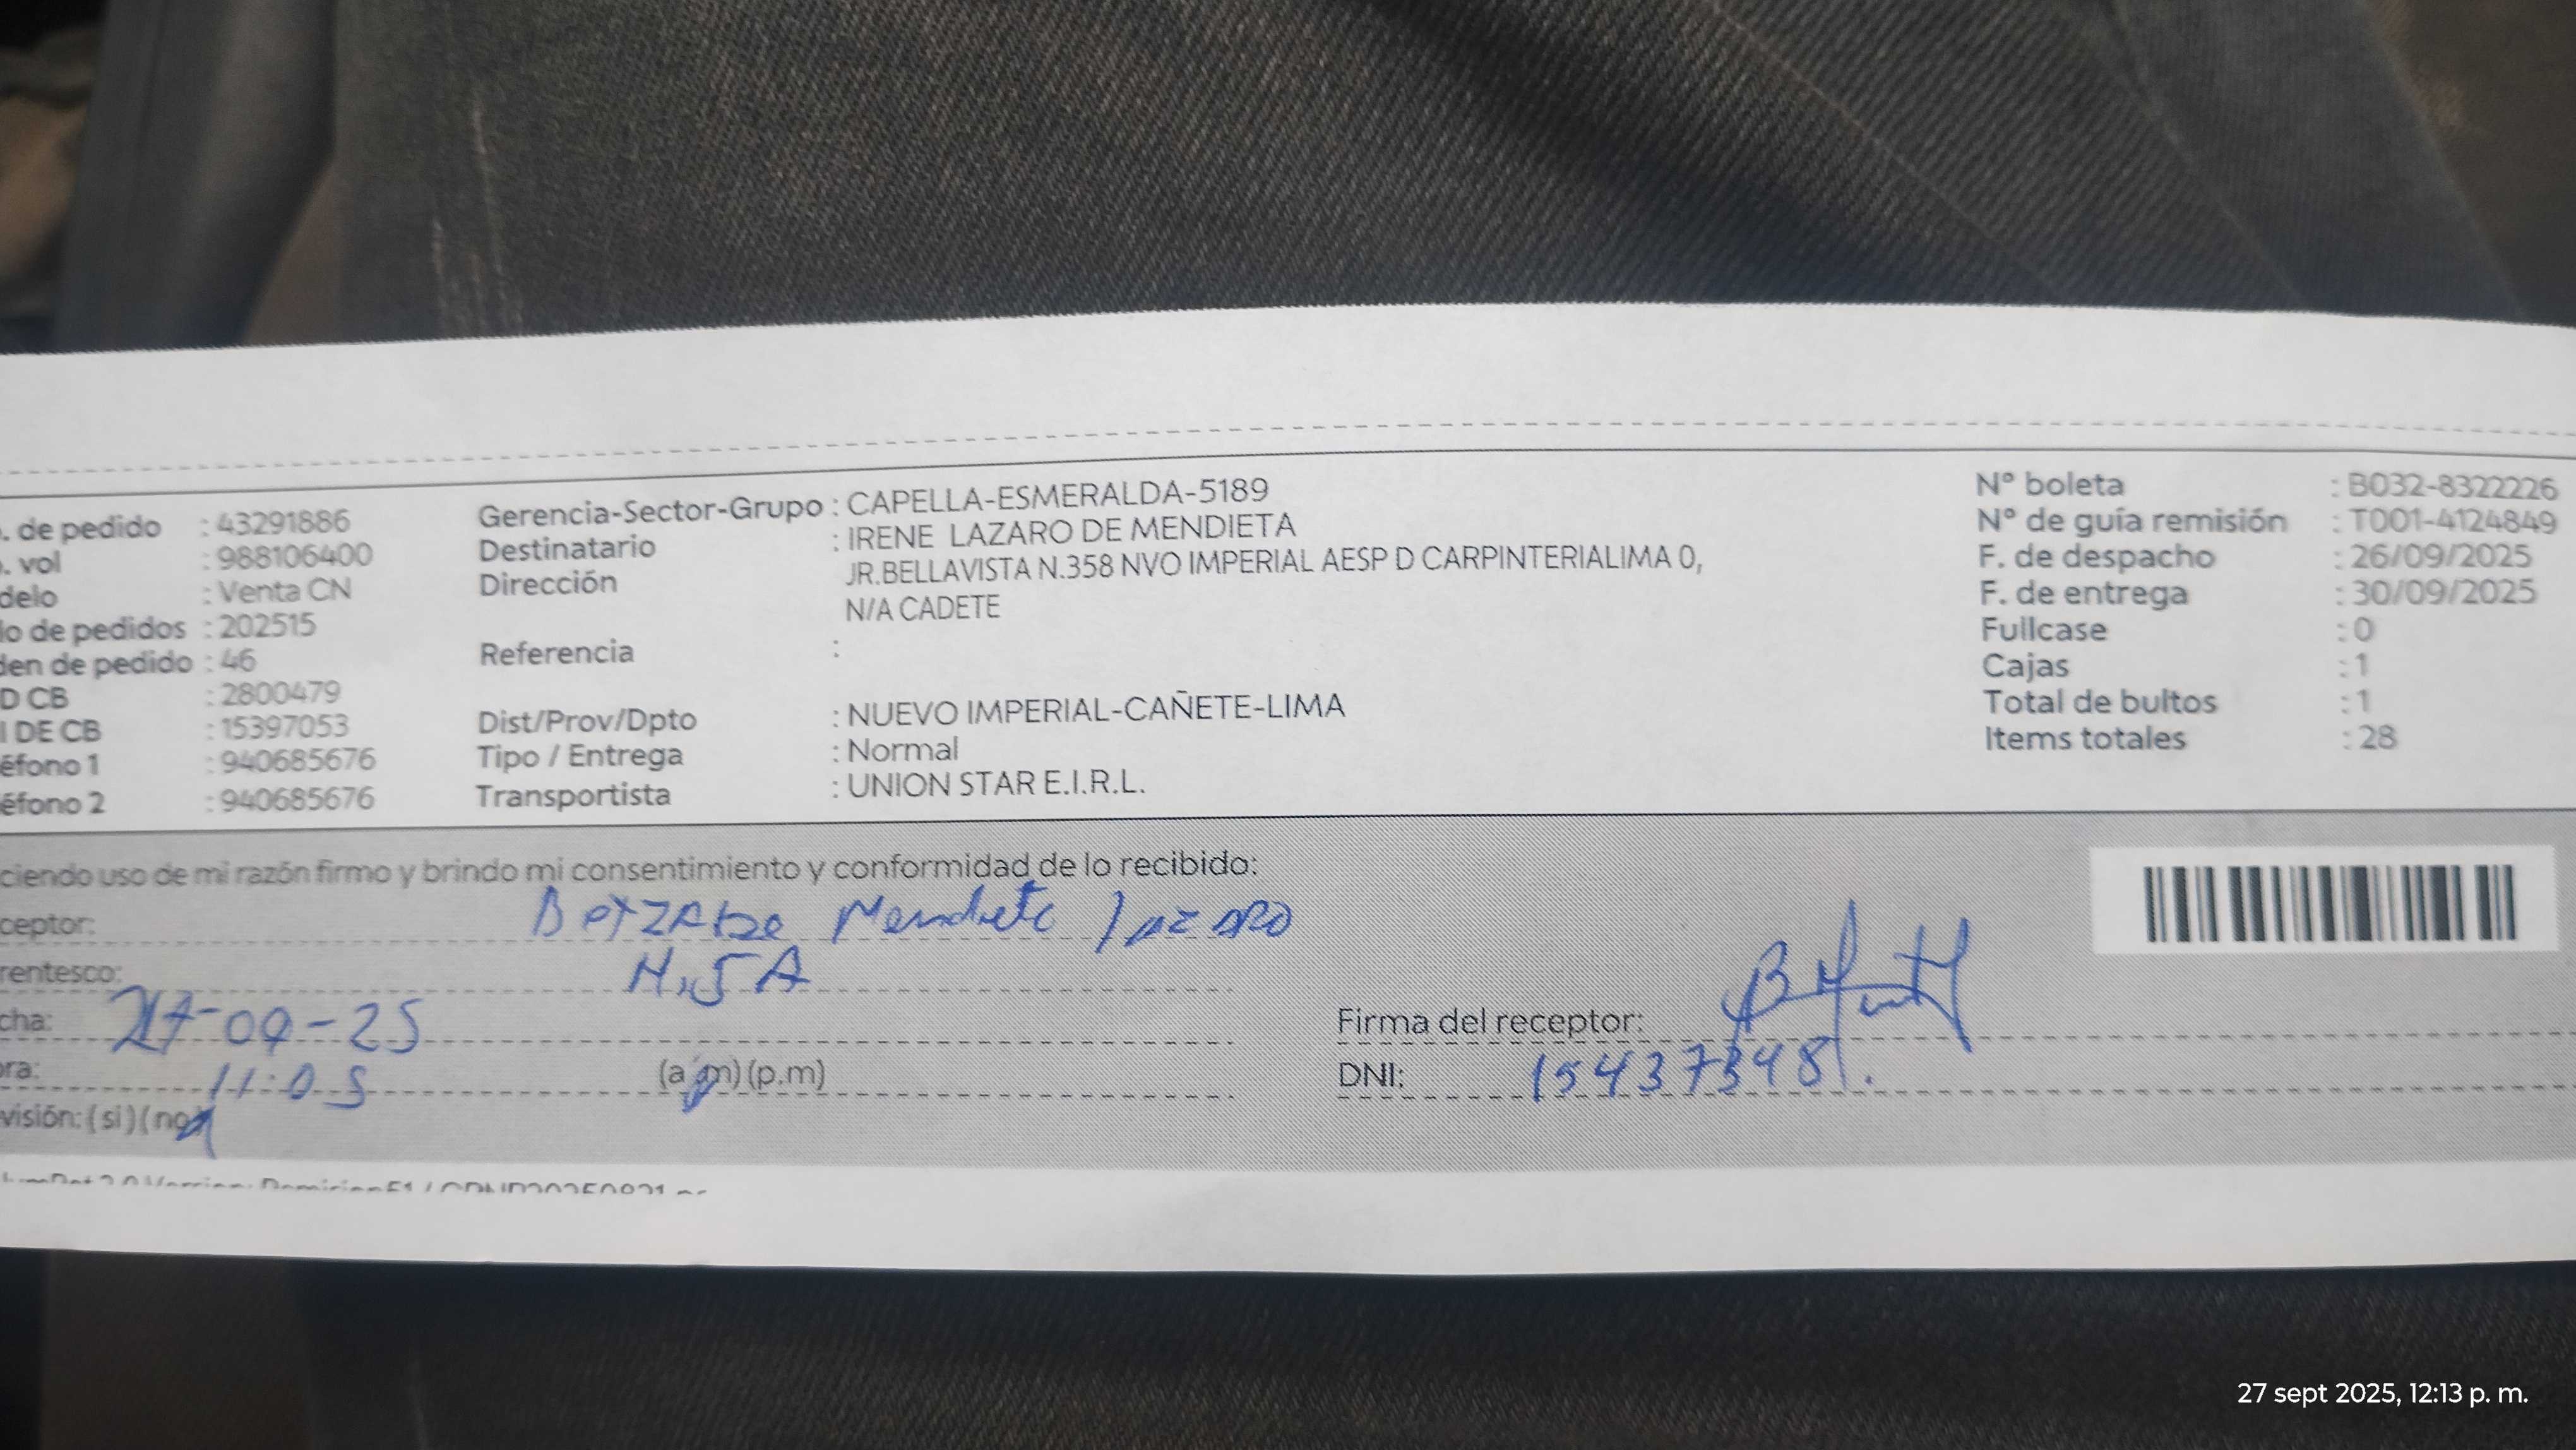 . de pedido : 43291886
. vol : 988106400
delo : Venta CN
io de pedidos : 202515
den de pedido : 46
D CB : 2800479
I DE CB : 15397053
éfono 1 : 940685676
éfono 2 : 940685676
Gerencia-Sector-Grupo : CAPELLA-ESMERALDA-5189
Destinatario : IRENE LAZARO DE MENDIETA
Dirección JR.BELLAVISTA N.358 NVO IMPERIAL AESP D CARPINTERIALIMA 0,
N/A CADETE
Referencia :
Dist/Prov/Dpto : NUEVO IMPERIAL-CAÑETE-LIMA
Tipo / Entrega : Normal
Transportista : UNION STAR E.I.R.L.
N° boleta : B032-8322226
N° de guía remisión : T001-4124849
F. de despacho : 26/09/2025
F. de entrega : 30/09/2025
Fullcase : 0
Cajas : 1
Total de bultos : 1
Items totales : 28
ciendo uso de mi razón firmo y brindo mi consentimiento y conformidad de lo recibido:
ceptor: Mendieta Lazaro
rentesco: HiJA
cha: 27-09-25
ora: 11:05 (a.m) (p.m)
visión: (si) (no)
Firma del receptor:
DNI: 15437348
27 sept 2025, 12:13 p. m.